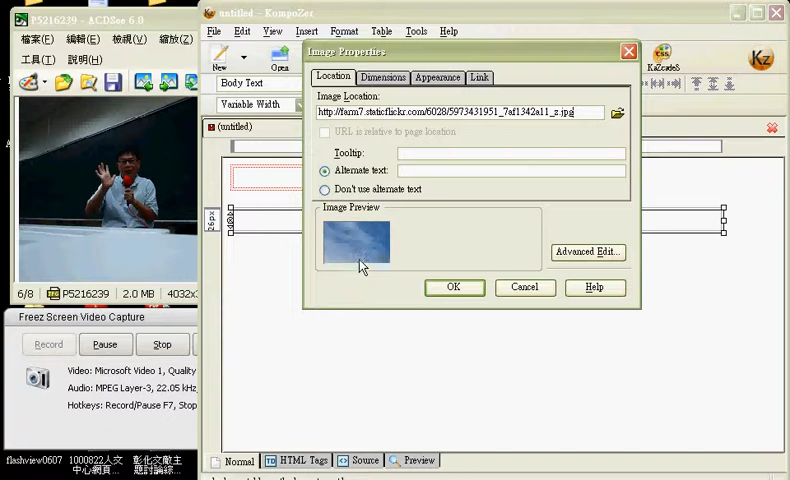 P5216239 - ACDSee 6.0
檔案(F) 編輯(E) 檢視(V) 縮放(Z)
工具(T) 說明(H)
6/8 P5216239 2.0 MB 4032x3
Freez Screen Video Capture
Record Pause Stop
Video: Microsoft Video 1, Quality
Audio: MPEG Layer-3, 22.05 kHz
Hotkeys: Record/Pause F7, Stop
flashview0607 1000822人文
中心網頁... 彰化文獻主
題討論綜...
untitled - KompoZer
File Edit View Insert Format Table Tools Help
New Open
KaZcadeS
Kz
Body Text
Variable Width
(untitled)
26px
Image Properties
Location Dimensions Appearance Link
Image Location:
http://farm7.staticflickr.com/6028/5973431951_7af1342a11_z.jpg
URL is relative to page location
Tooltip:
Alternate text:
Don't use alternate text
Image Preview
Advanced Edit...
OK Cancel Help
Normal HTML Tags Source Preview